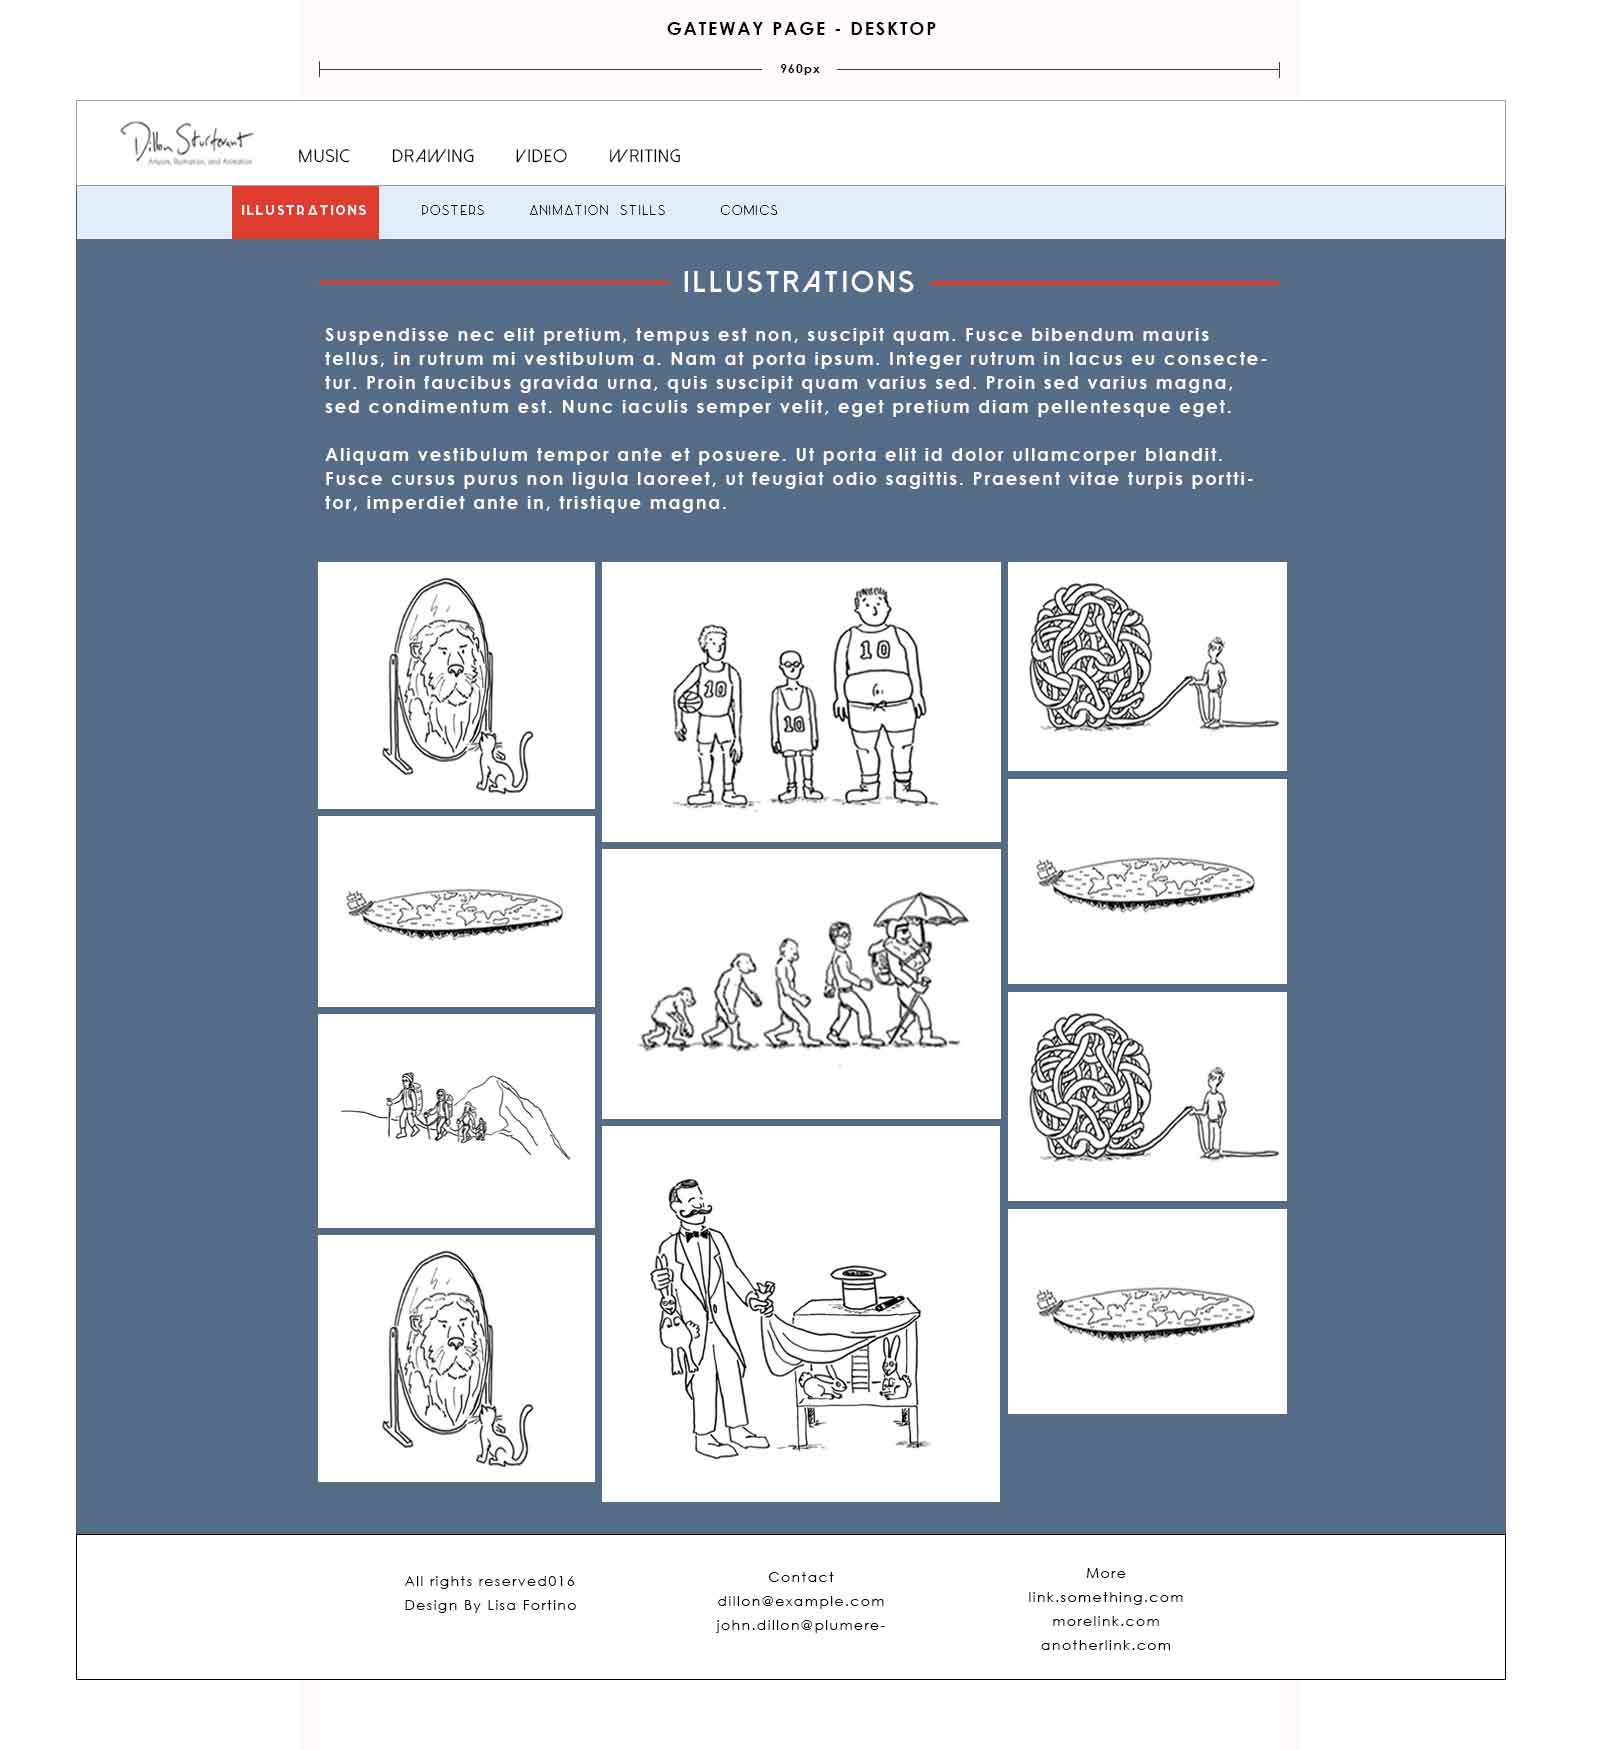 GATEWAY PAGE - DESKTOP
960px
Dillon Sturtevant
MUSIC DRAWING VIDEO WRITING
ILLUSTRATIONS POSTERS ANIMATION STILLS COMICS
ILLUSTRATIONS
Suspendisse nec elit pretium, tempus est non, suscipit quam. Fusce bibendum mauris
tellus, in rutrum mi vestibulum a. Nam at porta ipsum. Integer rutrum in lacus eu consecte-
tur. Proin faucibus gravida urna, quis suscipit quam varius sed. Proin sed varius magna,
sed condimentum est. Nunc iaculis semper velit, eget pretium diam pellentesque eget.
Aliquam vestibulum tempor ante et posuere. Ut porta elit id dolor ullamcorper blandit.
Fusce cursus purus non ligula laoreet, ut feugiat odio sagittis. Praesent vitae turpis portti-
tor, imperdiet ante in, tristique magna.
10
10
10
All rights reserved016
Design By Lisa Fortino
Contact
dillon@example.com
john.dillon@plumere-
More
link.something.com
morelink.com
anotherlink.com